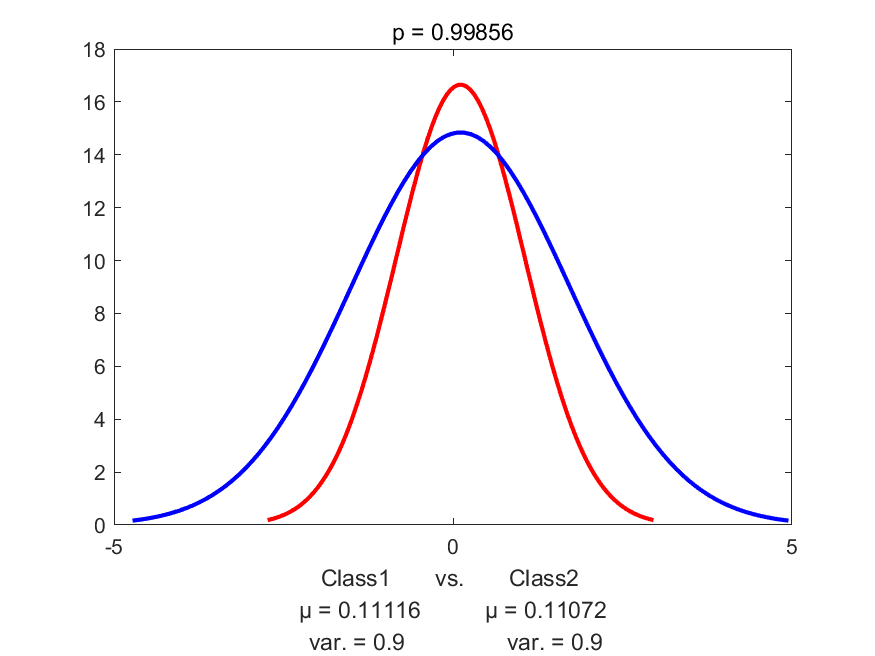 p = 0.99856
18
16
14
12
10
8
6
4
2
0
-5 0 5
Class1 vs. Class2
μ = 0.11116 μ = 0.11072
var. = 0.9 var. = 0.9